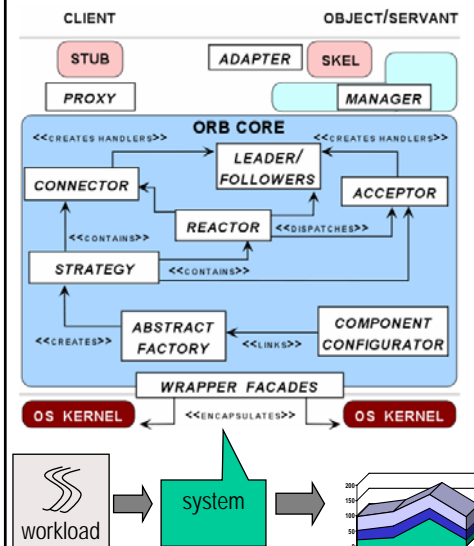 CLIENT
OBJECT/SERVANT
STUB
ADAPTER
SKEL
PROXY
MANAGER
ORB CORE
<<CREATES HANDLERS>>
<<CREATES HANDLERS>>
LEADER/
FOLLOWERS
CONNECTOR
ACCEPTOR
REACTOR
<<DISPATCHES>>
<<CONTAINS>>
STRATEGY
<<CONTAINS>>
ABSTRACT
FACTORY
COMPONENT
CONFIGURATOR
<<CREATES>>
<<LINKS>>
WRAPPER FACADES
OS KERNEL
<<ENCAPSULATES>>
OS KERNEL
workload
system
200
150
100
50